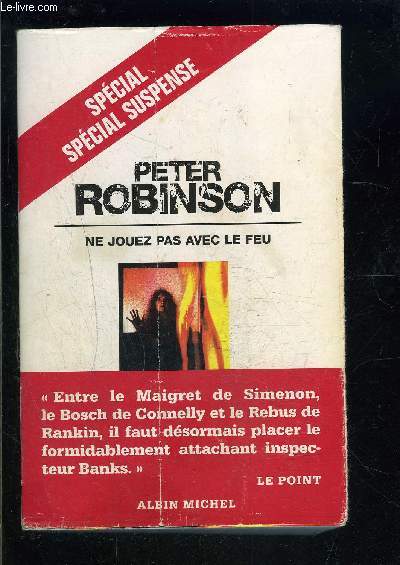 Le-livre.com
SPÉCIAL
SPÉCIAL SUSPENSE
PETER
ROBINSON
NE JOUEZ PAS AVEC LE FEU
« Entre le Maigret de Simenon,
le Bosch de Connelly et le Rebus de
Rankin, il faut désormais placer le
formidablement attachant inspec-
teur Banks. »
LE POINT
ALBIN MICHEL